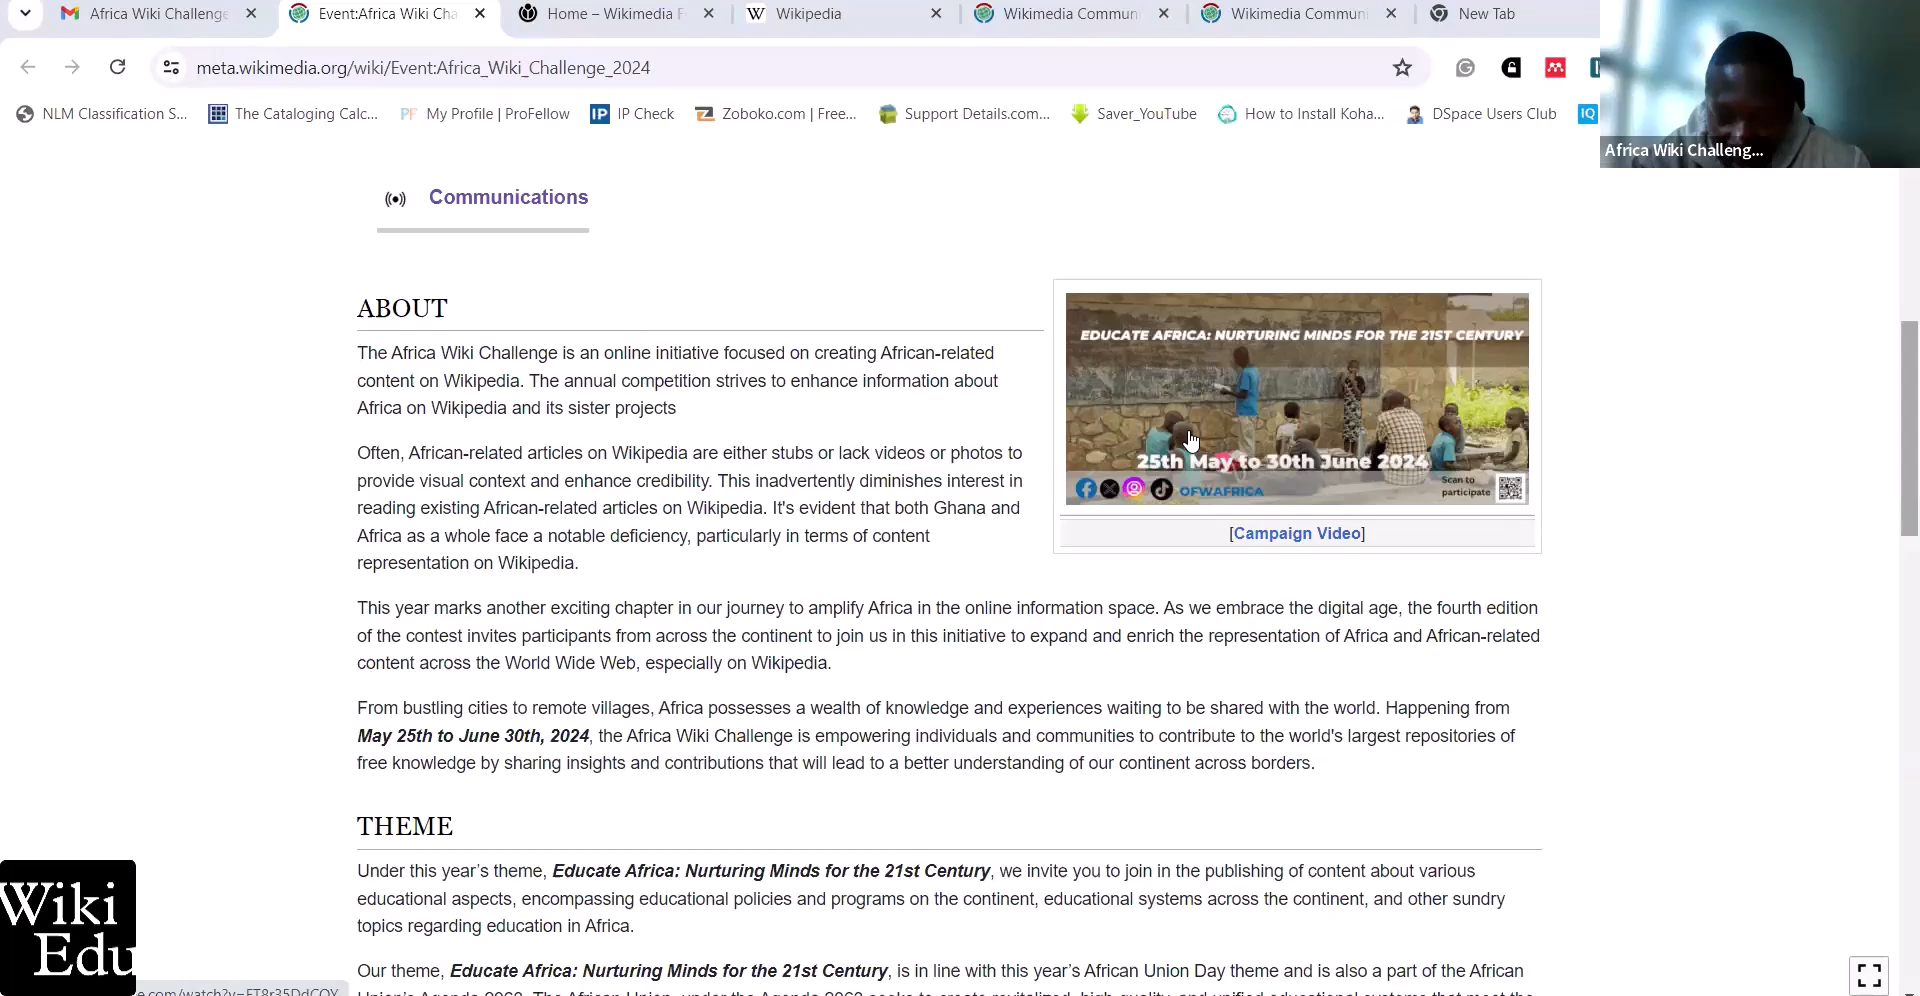 Africa Wiki Challenge
Event:Africa Wiki Cha
Home – Wikimedia F
W Wikipedia
Wikimedia Commun
Wikimedia Commun
New Tab
meta.wikimedia.org/wiki/Event:Africa_Wiki_Challenge_2024
NLM Classification S...
The Cataloging Calc...
PF My Profile | ProFellow
IP IP Check
Zoboko.com | Free...
Support Details.com...
Saver_YouTube
How to Install Koha...
DSpace Users Club
IQ
Africa Wiki Challeng...
Communications
ABOUT
The Africa Wiki Challenge is an online initiative focused on creating African-related
content on Wikipedia. The annual competition strives to enhance information about
Africa on Wikipedia and its sister projects
Often, African-related articles on Wikipedia are either stubs or lack videos or photos to
provide visual context and enhance credibility. This inadvertently diminishes interest in
reading existing African-related articles on Wikipedia. It's evident that both Ghana and
Africa as a whole face a notable deficiency, particularly in terms of content
representation on Wikipedia.
EDUCATE AFRICA: NURTURING MINDS FOR THE 21ST CENTURY
25th May to 30th June 2024
OFWAFRICA
Scan to
participate
[Campaign Video]
This year marks another exciting chapter in our journey to amplify Africa in the online information space. As we embrace the digital age, the fourth edition
of the contest invites participants from across the continent to join us in this initiative to expand and enrich the representation of Africa and African-related
content across the World Wide Web, especially on Wikipedia.
From bustling cities to remote villages, Africa possesses a wealth of knowledge and experiences waiting to be shared with the world. Happening from
May 25th to June 30th, 2024, the Africa Wiki Challenge is empowering individuals and communities to contribute to the world's largest repositories of
free knowledge by sharing insights and contributions that will lead to a better understanding of our continent across borders.
THEME
Under this year's theme, Educate Africa: Nurturing Minds for the 21st Century, we invite you to join in the publishing of content about various
educational aspects, encompassing educational policies and programs on the continent, educational systems across the continent, and other sundry
topics regarding education in Africa.
Our theme, Educate Africa: Nurturing Minds for the 21st Century, is in line with this year's African Union Day theme and is also a part of the African
Wiki
Edu